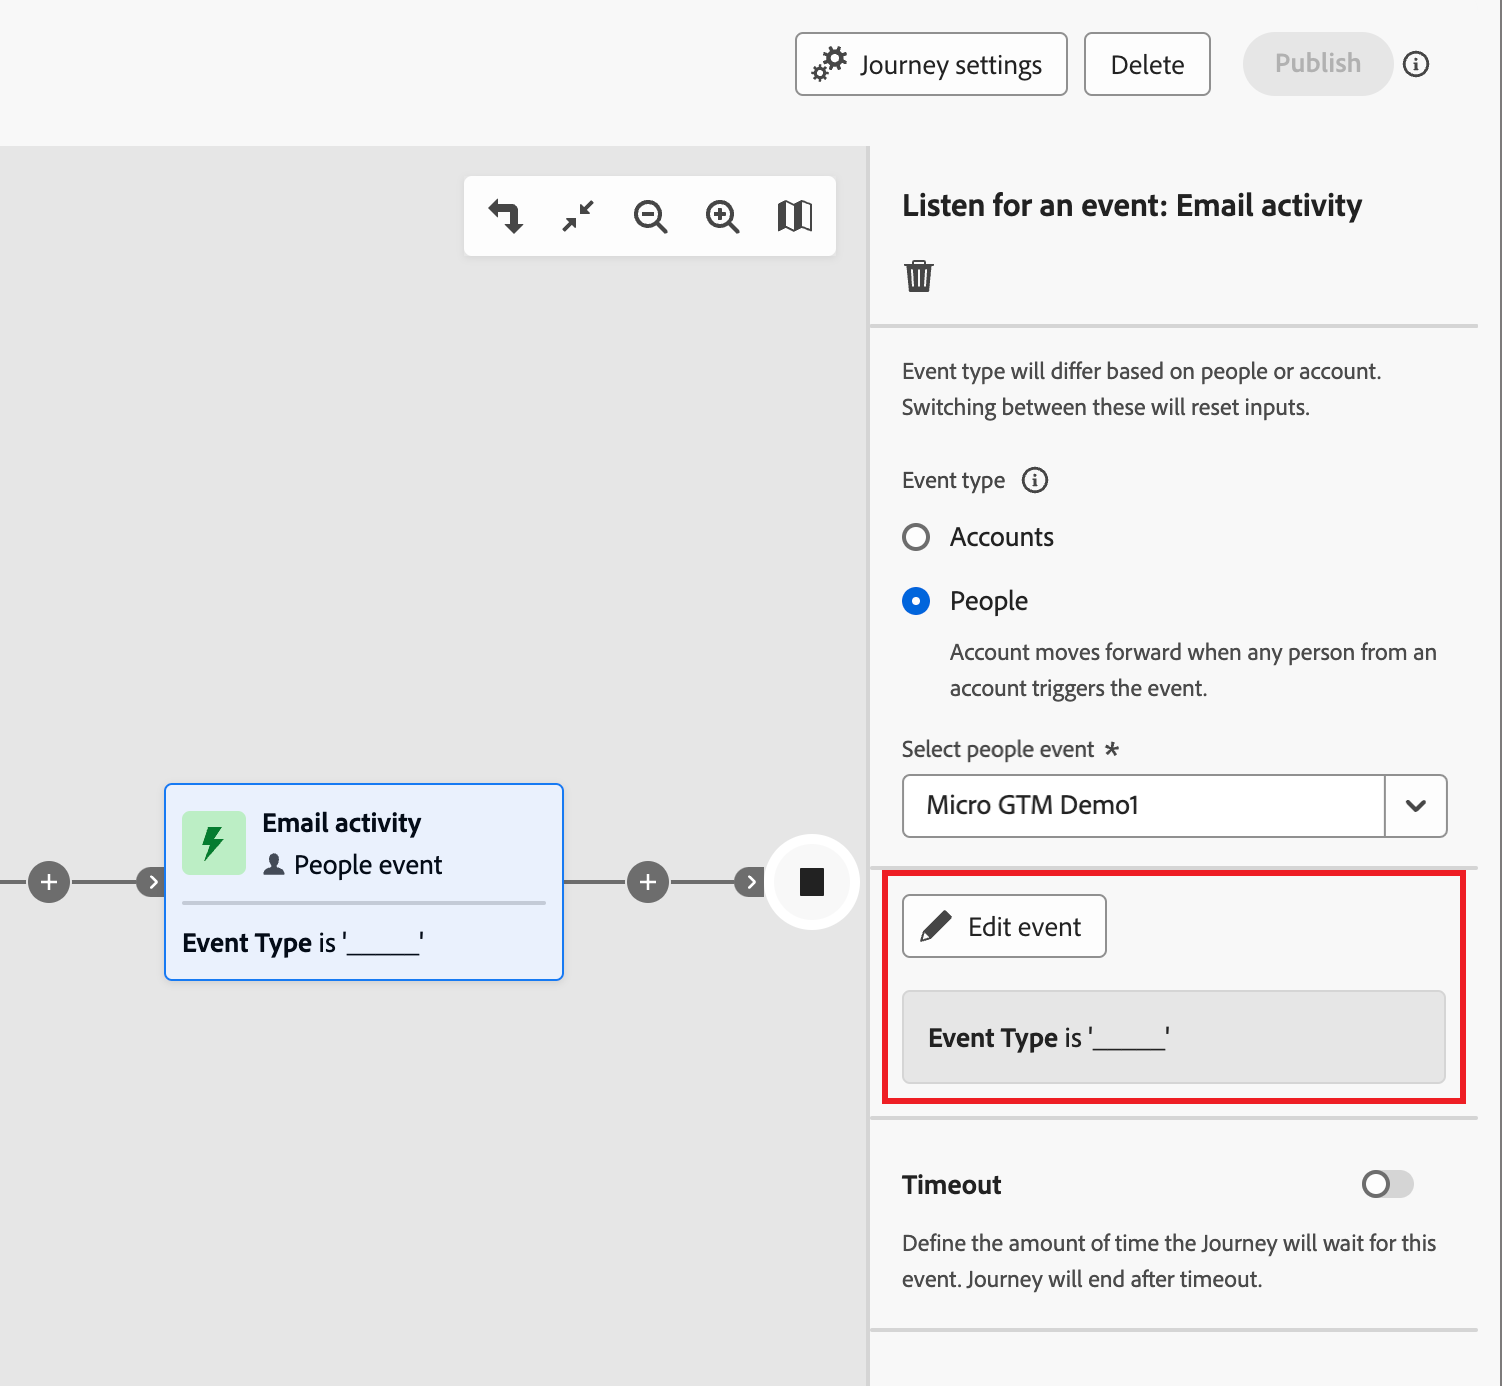 Journey settings
Delete
Publish
Listen for an event: Email activity
Event type will differ based on people or account.
Switching between these will reset inputs.
Event type
Accounts
People
Account moves forward when any person from an
account triggers the event.
Select people event *
Micro GTM Demo1
Edit event
Event Type is '______'
Timeout
Define the amount of time the Journey will wait for this
event. Journey will end after timeout.
Email activity
People event
Event Type is '______'